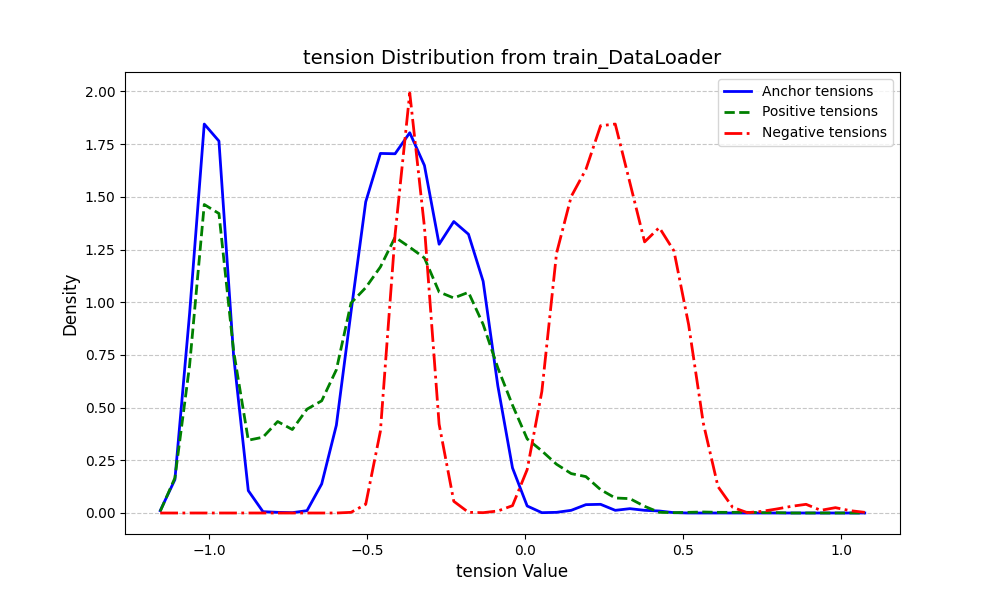 tension Distribution from train_DataLoader
Anchor tensions
Positive tensions
Negative tensions
2.00
1.75
1.50
1.25
1.00
0.75
0.50
0.25
0.00
Density
−1.0
−0.5
0.0
0.5
1.0
tension Value